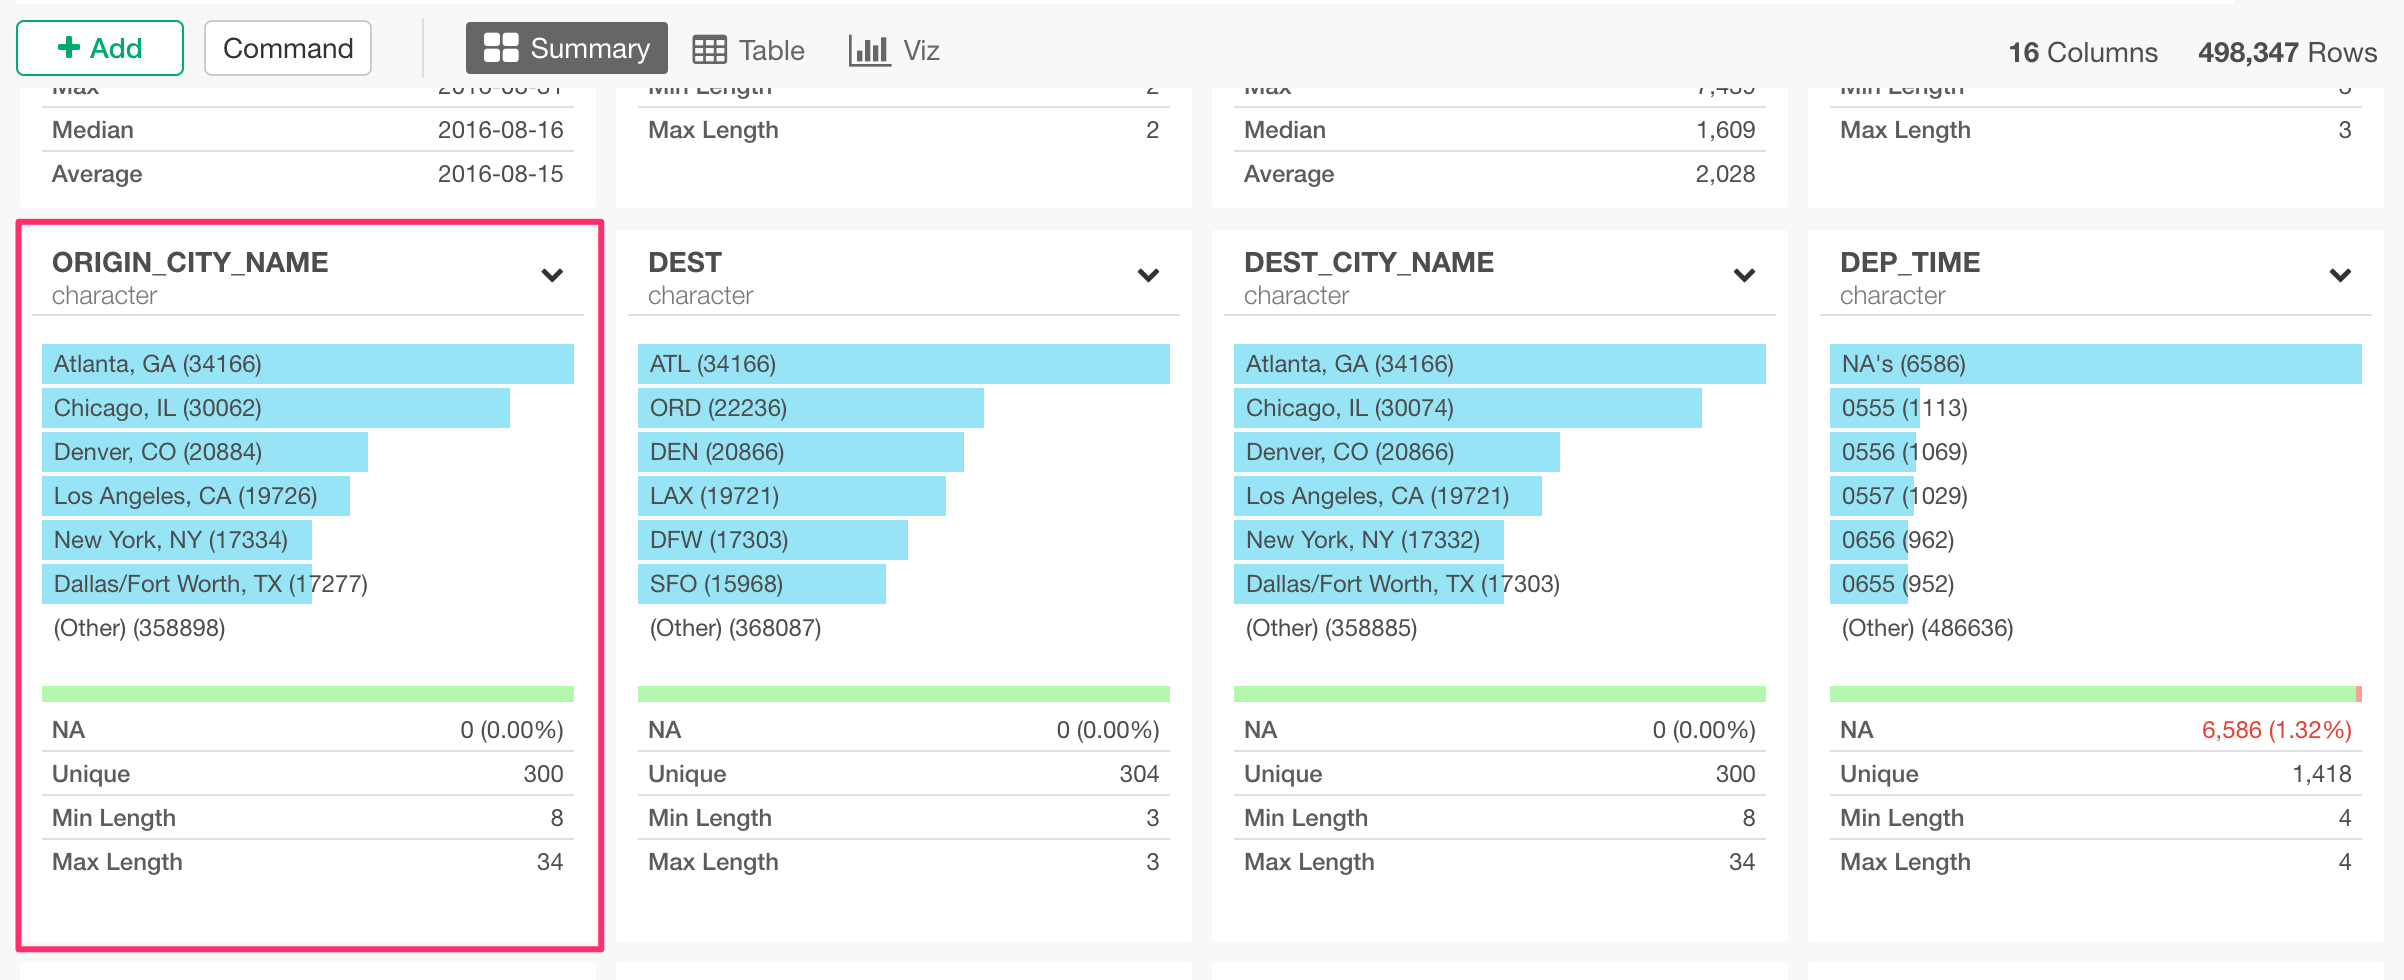 + Add Command Summary Table Viz 16 Columns 498,347 Rows
Max 2016-08-31
Median 2016-08-16
Average 2016-08-15
Min Length 2
Max Length 2
Max 7,439
Median 1,609
Average 2,028
Min Length 3
Max Length 3
ORIGIN_CITY_NAME
character
Atlanta, GA (34166)
Chicago, IL (30062)
Denver, CO (20884)
Los Angeles, CA (19726)
New York, NY (17334)
Dallas/Fort Worth, TX (17277)
(Other) (358898)
NA 0 (0.00%)
Unique 300
Min Length 8
Max Length 34
DEST
character
ATL (34166)
ORD (22236)
DEN (20866)
LAX (19721)
DFW (17303)
SFO (15968)
(Other) (368087)
NA 0 (0.00%)
Unique 304
Min Length 3
Max Length 3
DEST_CITY_NAME
character
Atlanta, GA (34166)
Chicago, IL (30074)
Denver, CO (20866)
Los Angeles, CA (19721)
New York, NY (17332)
Dallas/Fort Worth, TX (17303)
(Other) (358885)
NA 0 (0.00%)
Unique 300
Min Length 8
Max Length 34
DEP_TIME
character
NA's (6586)
0555 (1113)
0556 (1069)
0557 (1029)
0656 (962)
0655 (952)
(Other) (486636)
NA 6,586 (1.32%)
Unique 1,418
Min Length 4
Max Length 4